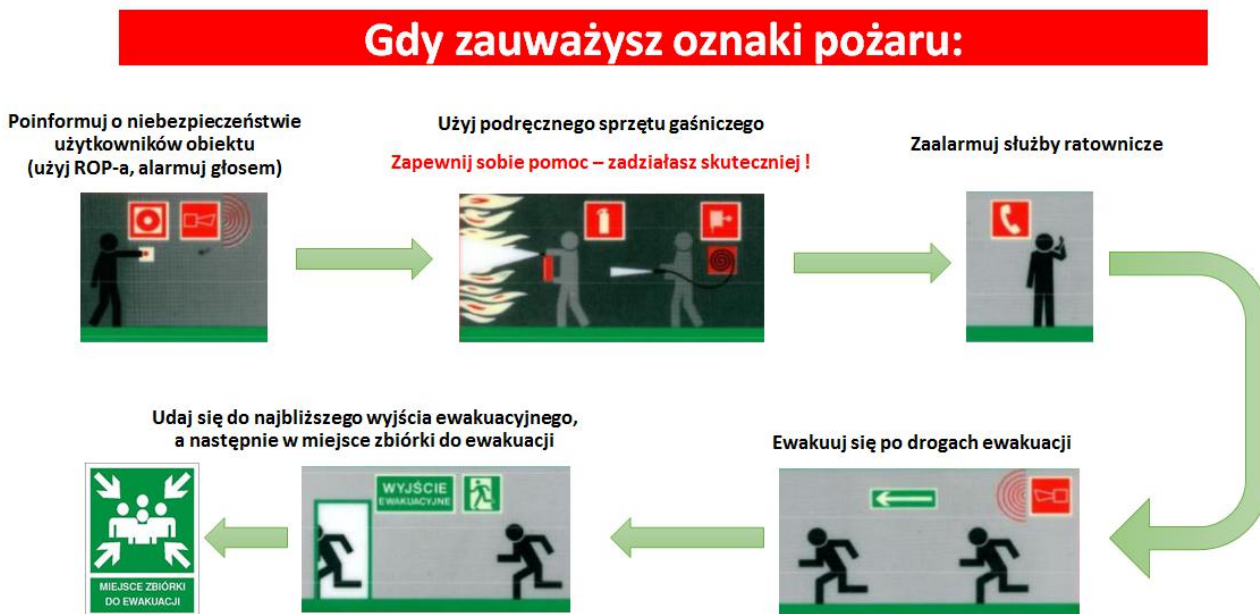 Gdy zauważysz oznaki pożaru:
Poinformuj o niebezpieczeństwie
użytkowników obiektu
(użyj ROP-a, alarmuj głosem)
Użyj podręcznego sprzętu gaśniczego
Zapewnij sobie pomoc – zadziałasz skuteczniej !
Zaalarmuj służby ratownicze
Udaj się do najbliższego wyjścia ewakuacyjnego,
a następnie w miejsce zbiórki do ewakuacji
Ewakuuj się po drogach ewakuacji
WYJŚCIE
EWAKUACYJNE
MIEJSCE ZBIÓRKI
DO EWAKUACJI